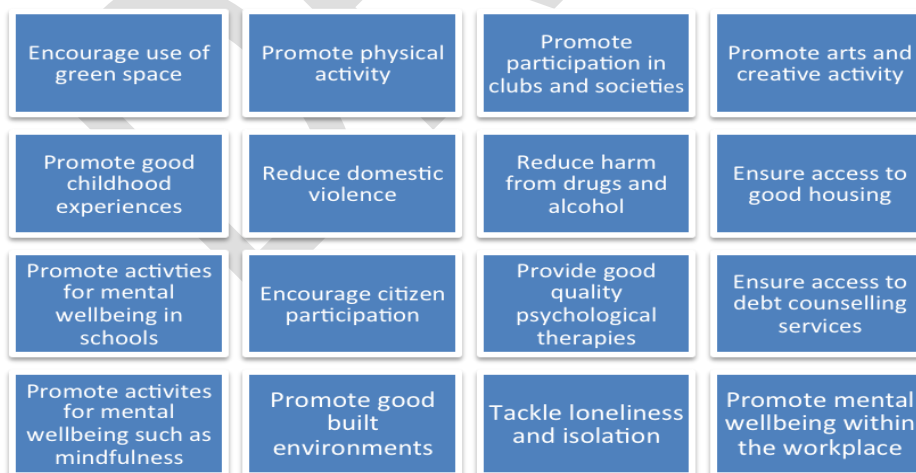 Encourage use of
green space
Promote physical
activity
Promote
participation in
clubs and societies
Promote arts and
creative activity
Promote good
childhood
experiences
Reduce domestic
violence
Reduce harm
from drugs and
alcohol
Ensure access to
good housing
Promote activties
for mental
wellbeing in
schools
Encourage citizen
participation
Provide good
quality
psychological
therapies
Ensure access to
debt counselling
services
Promote activites
for mental
wellbeing such as
mindfulness
Promote good
built
environments
Tackle loneliness
and isolation
Promote mental
wellbeing within
the workplace